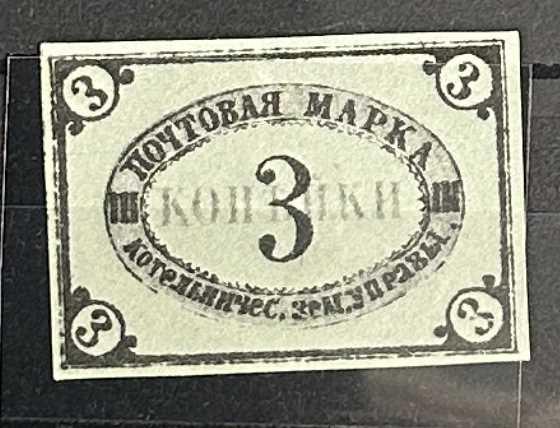 3 3
ПОЧТОВАЯ МАРКА
КОПѢЙКИ
3
КОТЕЛЬНИЧЕС. ЗЕМ. УПРАВЫ.
3 3